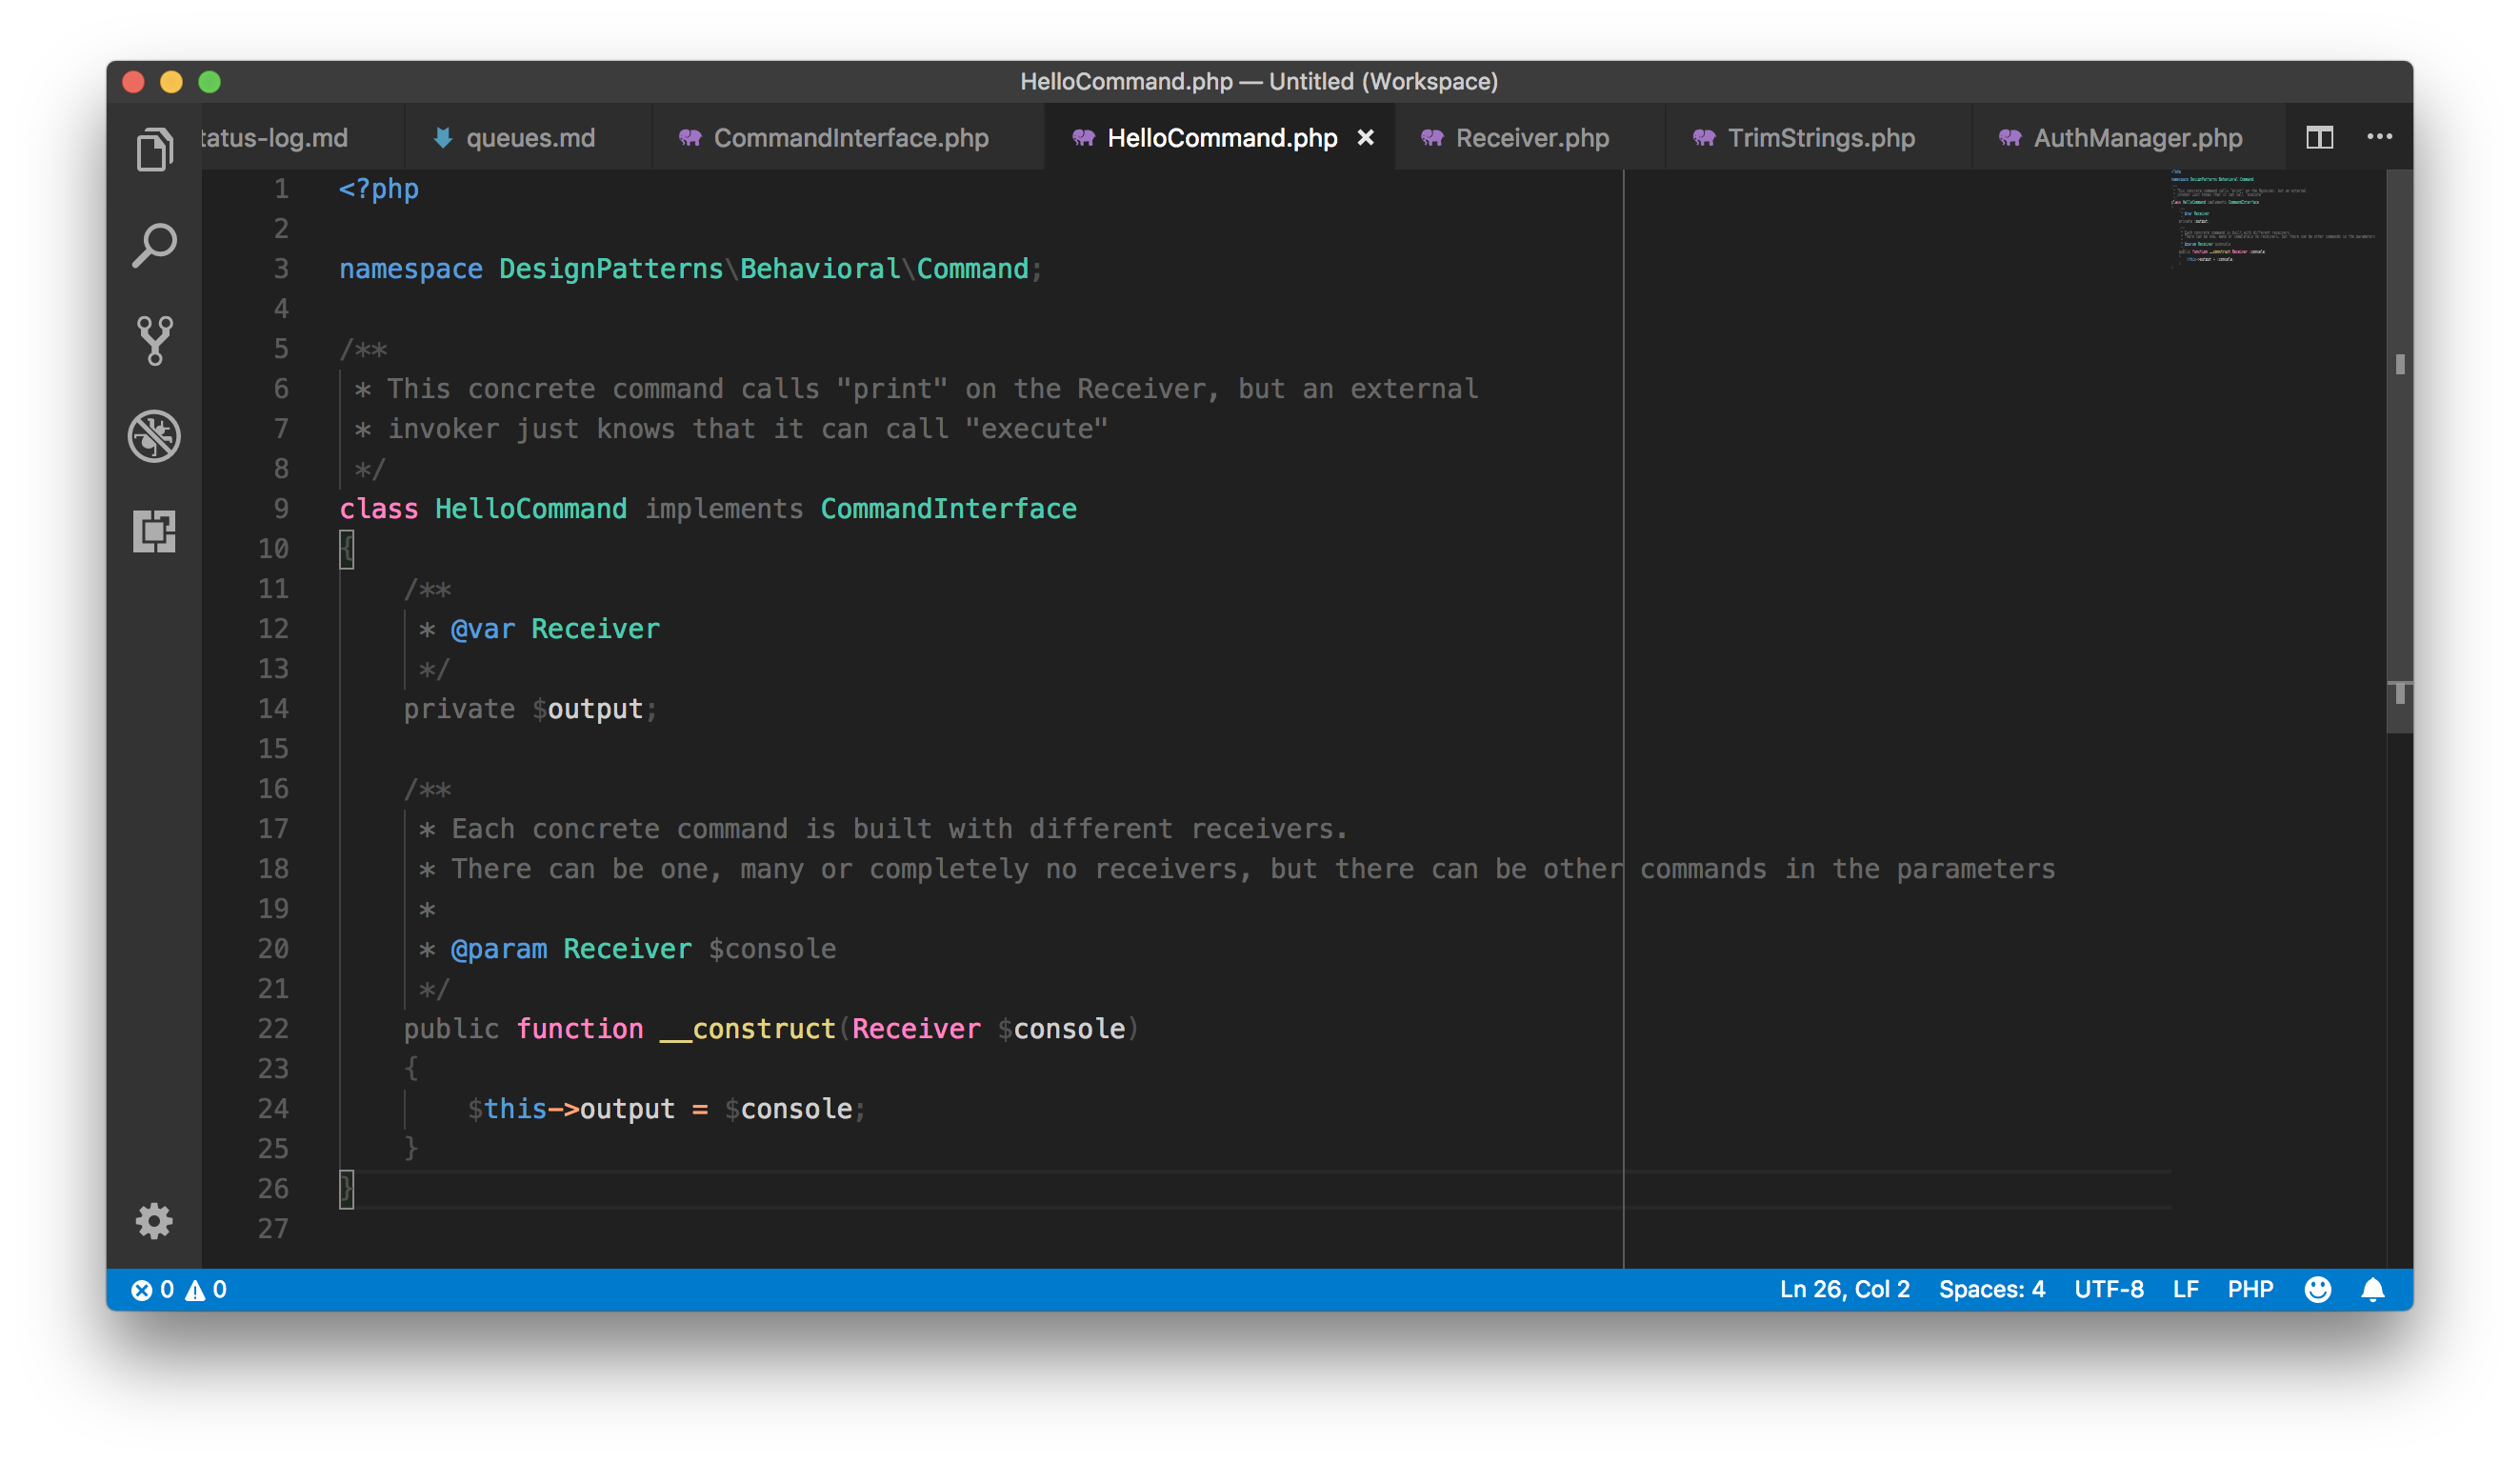 HelloCommand.php — Untitled (Workspace)
tatus-log.md queues.md CommandInterface.php HelloCommand.php Receiver.php TrimStrings.php AuthManager.php
1 <?php
2
3 namespace DesignPatterns\Behavioral\Command;
4
5 /**
6  * This concrete command calls "print" on the Receiver, but an external
7  * invoker just knows that it can call "execute"
8  */
9 class HelloCommand implements CommandInterface
10 {
11     /**
12      * @var Receiver
13      */
14     private $output;
15
16     /**
17      * Each concrete command is built with different receivers.
18      * There can be one, many or completely no receivers, but there can be other commands in the parameters
19      *
20      * @param Receiver $console
21      */
22     public function __construct(Receiver $console)
23     {
24         $this->output = $console;
25     }
26 }
27
0 0 Ln 26, Col 2 Spaces: 4 UTF-8 LF PHP